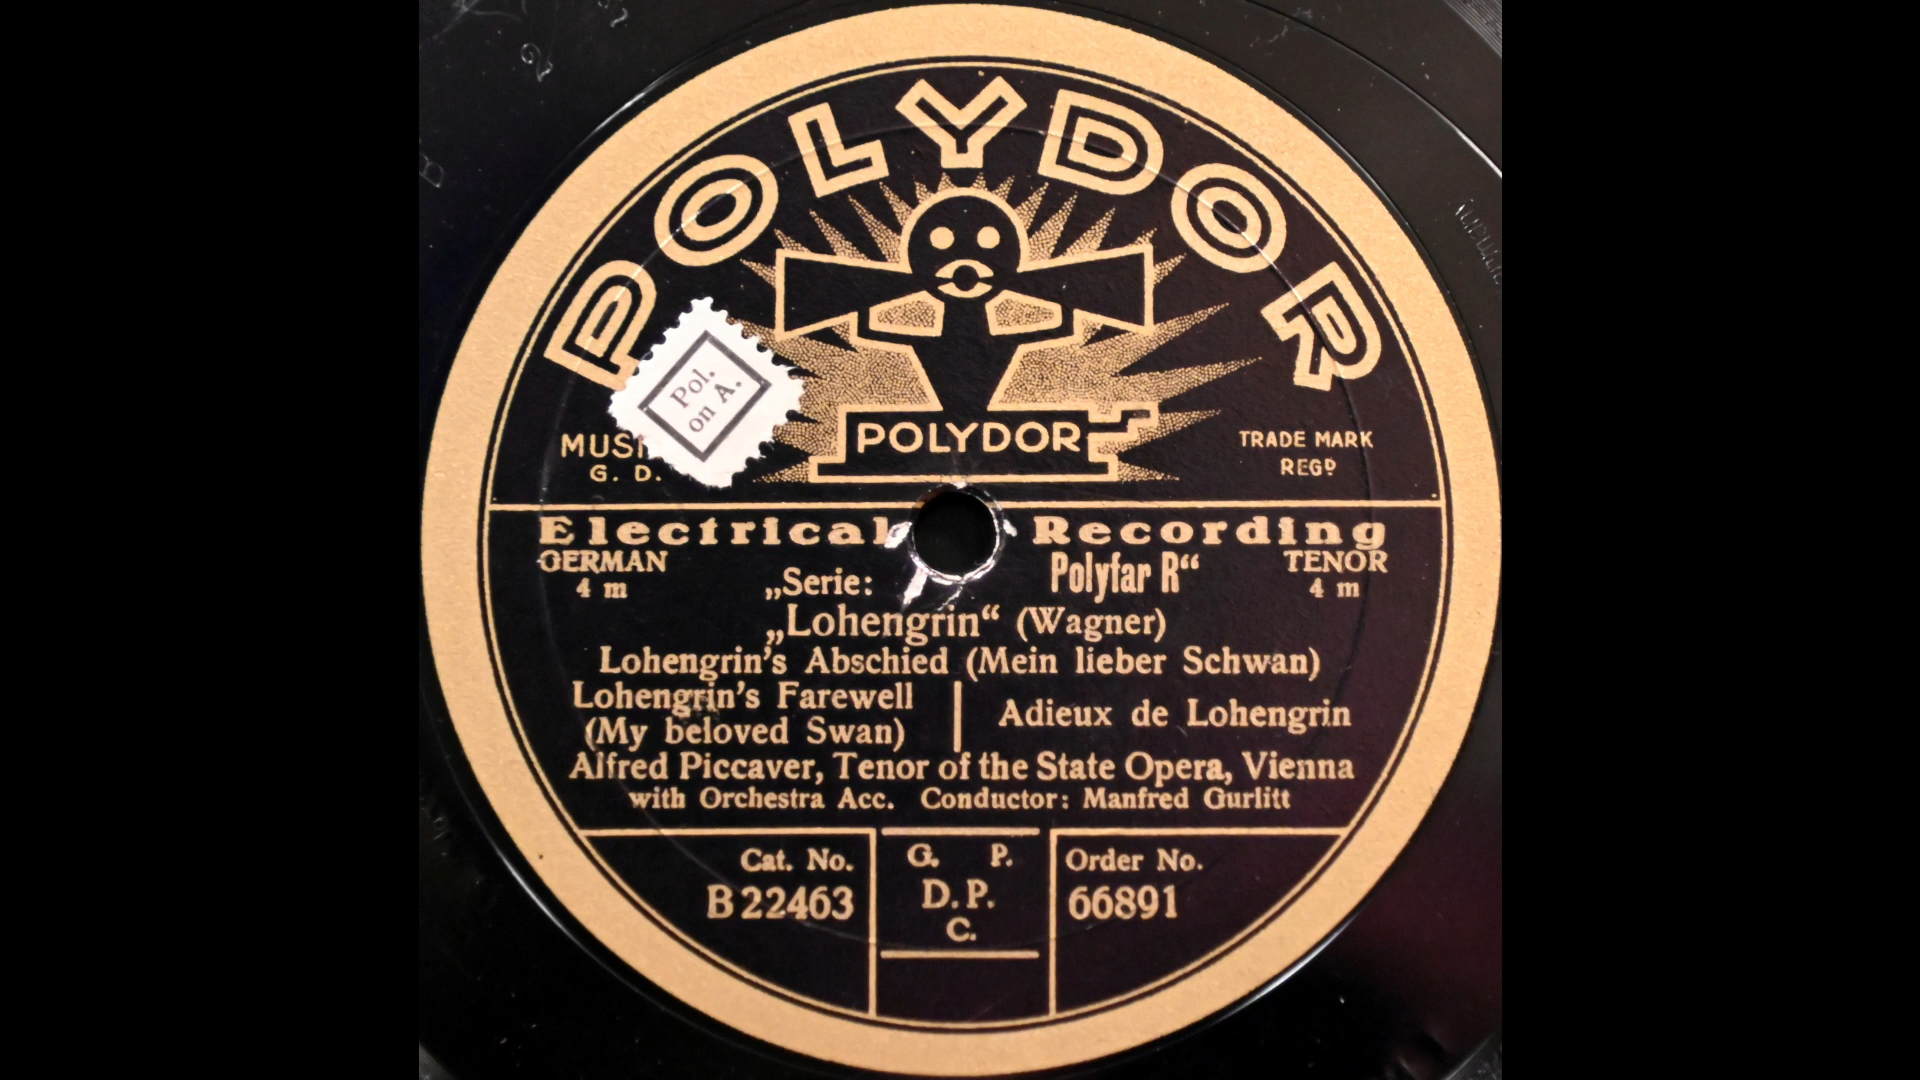 POLYDOR
Pol.
on A.
POLYDOR
G. D.
TRADE MARK
REGD
Electrical Recording
GERMAN
4 m
TENOR
4 m
„Serie: Polyfar R“
„Lohengrin“ (Wagner)
Lohengrin's Abschied (Mein lieber Schwan)
Lohengrin's Farewell
(My beloved Swan)
Adieux de Lohengrin
Alfred Piccaver, Tenor of the State Opera, Vienna
with Orchestra Acc. Conductor: Manfred Gurlitt
Cat. No.
B 22463
G. P.
D.P.
C.
Order No.
66891